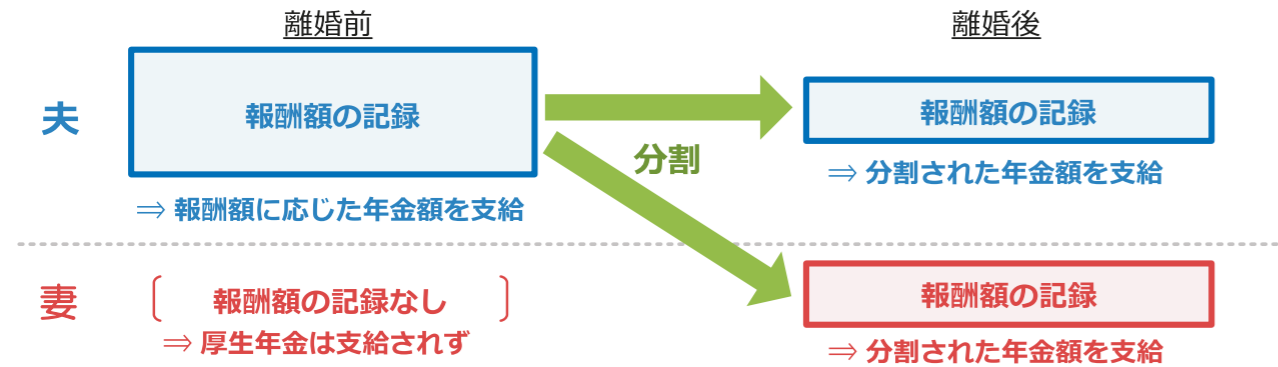 離婚前
離婚後
夫
報酬額の記録
⇒ 報酬額に応じた年金額を支給
分割
報酬額の記録
⇒ 分割された年金額を支給
妻
報酬額の記録なし
⇒ 厚生年金は支給されず
報酬額の記録
⇒ 分割された年金額を支給